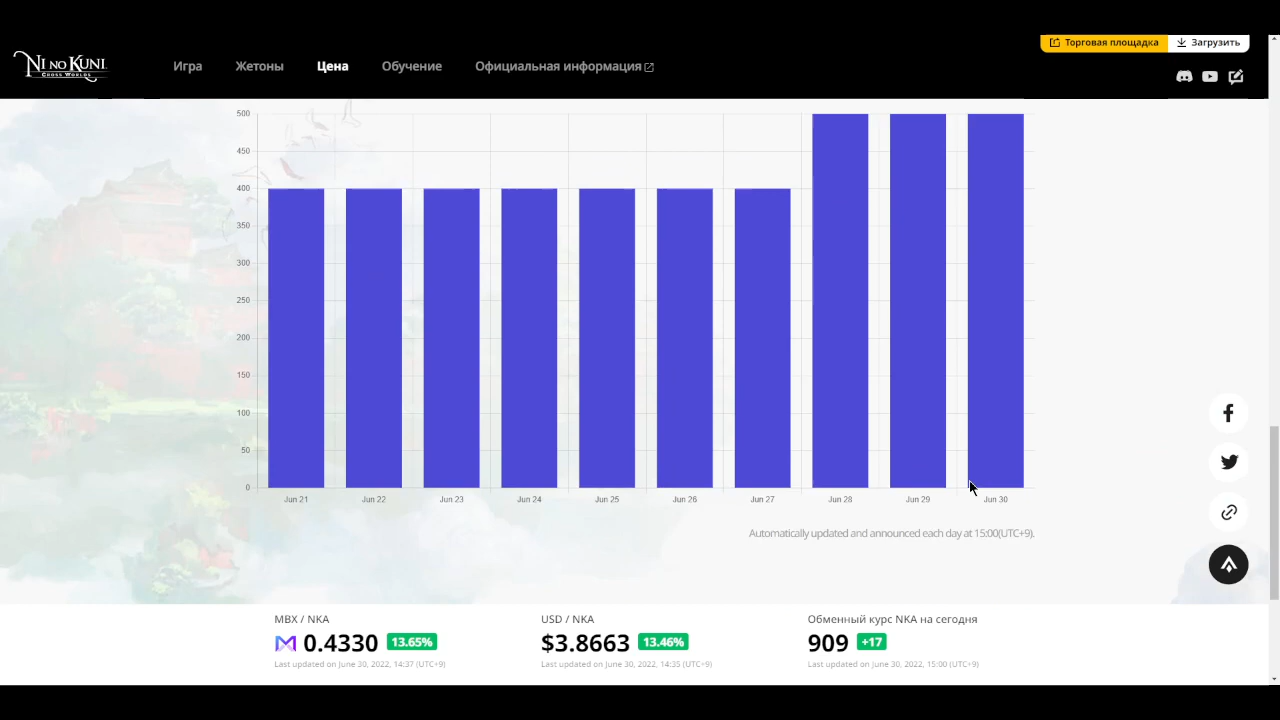 Торговая площадка
Загрузить
NI NO KUNI
CROSS WORLDS
Игра
Жетоны
Цена
Обучение
Официальная информация
500
450
400
350
300
250
200
150
100
50
0
Jun 21
Jun 22
Jun 23
Jun 24
Jun 25
Jun 26
Jun 27
Jun 28
Jun 29
Jun 30
Automatically updated and announced each day at 15:00(UTC+9).
MBX / NKA
0.4330 13.65%
Last updated on June 30, 2022, 14:37 (UTC+9)
USD / NKA
$3.8663 13.46%
Last updated on June 30, 2022, 14:35 (UTC+9)
Обменный курс NKA на сегодня
909 +17
Last updated on June 30, 2022, 15:00 (UTC+9)